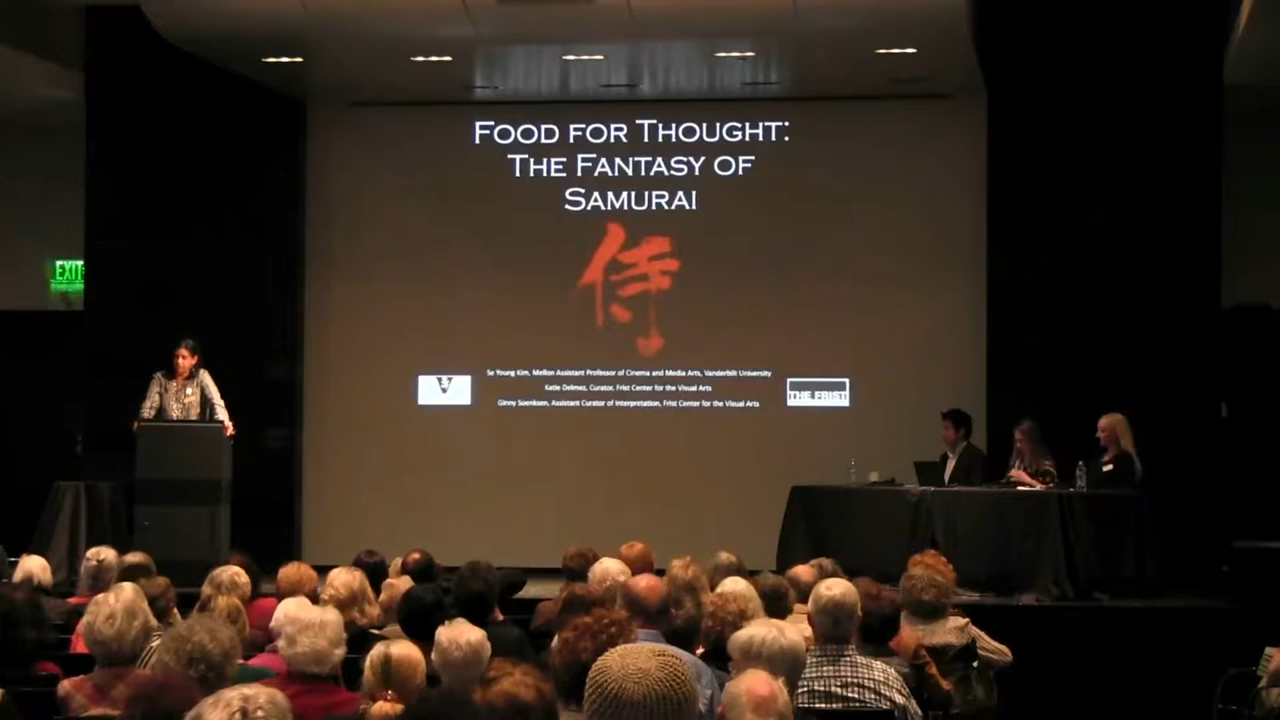 FOOD FOR THOUGHT:
THE FANTASY OF
SAMURAI
侍
EXIT
Se Young Kim, Mellon Assistant Professor of Cinema and Media Arts, Vanderbilt University
Katie Delmez, Curator, Frist Center for the Visual Arts
Ginny Soenksen, Assistant Curator of Interpretation, Frist Center for the Visual Arts
V
THE FRIST